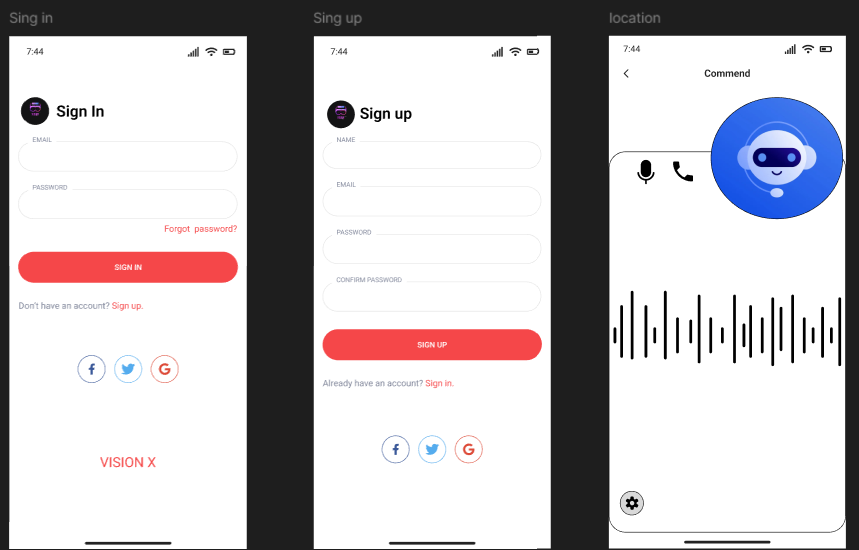 Sing in
7:44
Sign In
EMAIL
PASSWORD
Forgot password?
SIGN IN
Don't have an account? Sign up.
VISION X
Sing up
7:44
Sign up
NAME
EMAIL
PASSWORD
CONFIRM PASSWORD
SIGN UP
Already have an account? Sign in.
location
7:44
Commend